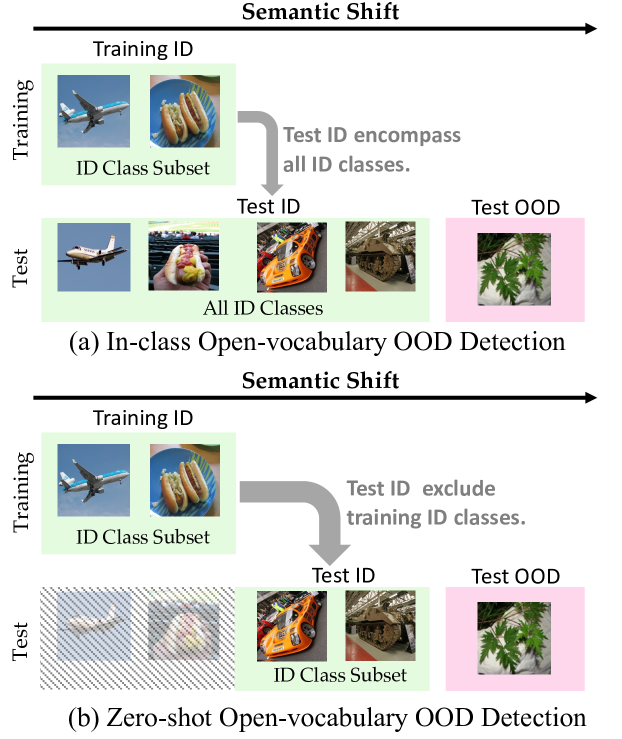 Semantic Shift
Training ID
Training
ID Class Subset
Test ID encompass
all ID classes.
Test ID
Test OOD
Test
All ID Classes
(a) In-class Open-vocabulary OOD Detection
Semantic Shift
Training ID
Training
ID Class Subset
Test ID exclude
training ID classes.
Test ID
Test OOD
Test
ID Class Subset
(b) Zero-shot Open-vocabulary OOD Detection